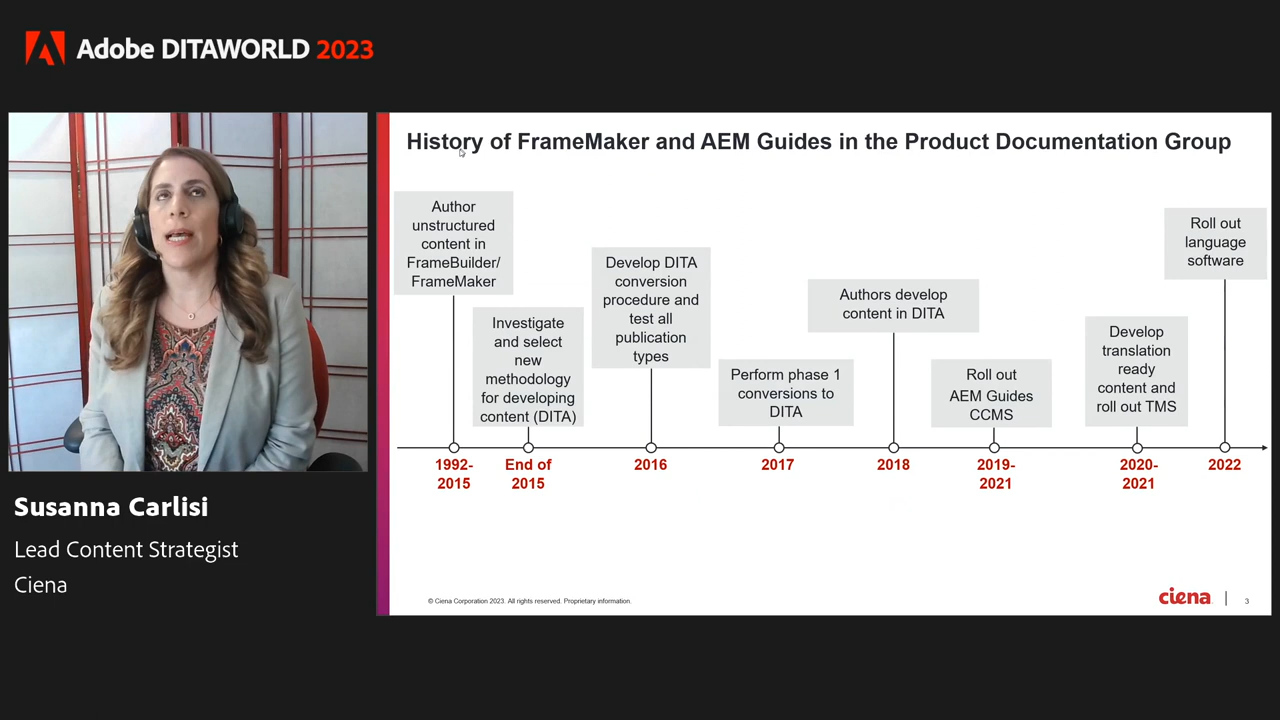 Adobe DITAWORLD 2023
History of FrameMaker and AEM Guides in the Product Documentation Group
Author
unstructured
content in
FrameBuilder/
FrameMaker
Investigate
and select
new
methodology
for developing
content (DITA)
Develop DITA
conversion
procedure and
test all
publication
types
Perform phase 1
conversions to
DITA
Authors develop
content in DITA
Roll out
AEM Guides
CCMS
Develop
translation
ready
content and
roll out TMS
Roll out
language
software
1992-
2015
End of
2015
2016
2017
2018
2019-
2021
2020-
2021
2022
Susanna Carlisi
Lead Content Strategist
Ciena
© Ciena Corporation 2023. All rights reserved. Proprietary information.
ciena
3